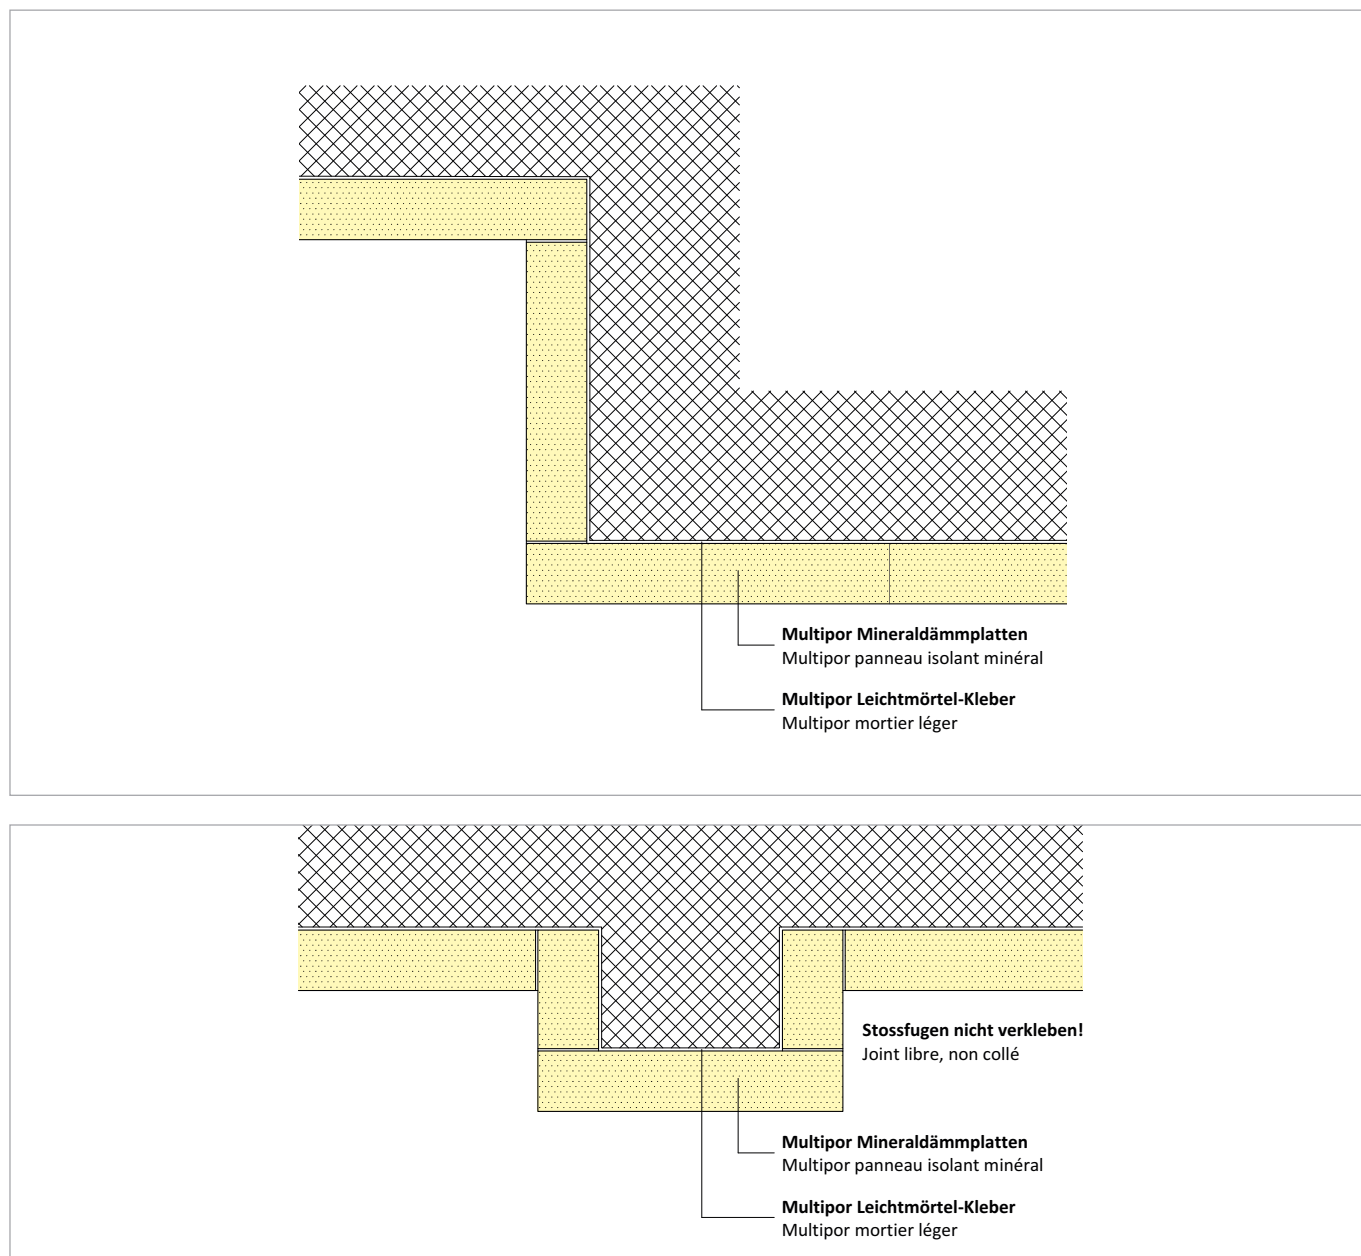 Multipor Mineraldämmplatten
Multipor panneau isolant minéral
Multipor Leichtmörtel-Kleber
Multipor mortier léger
Stossfugen nicht verkleben!
Joint libre, non collé
Multipor Mineraldämmplatten
Multipor panneau isolant minéral
Multipor Leichtmörtel-Kleber
Multipor mortier léger